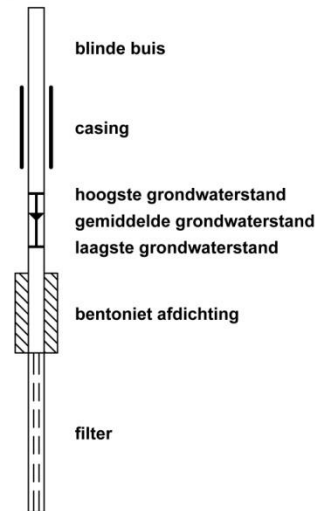 blinde buis
casing
hoogste grondwaterstand
gemiddelde grondwaterstand
laagste grondwaterstand
bentoniet afdichting
filter